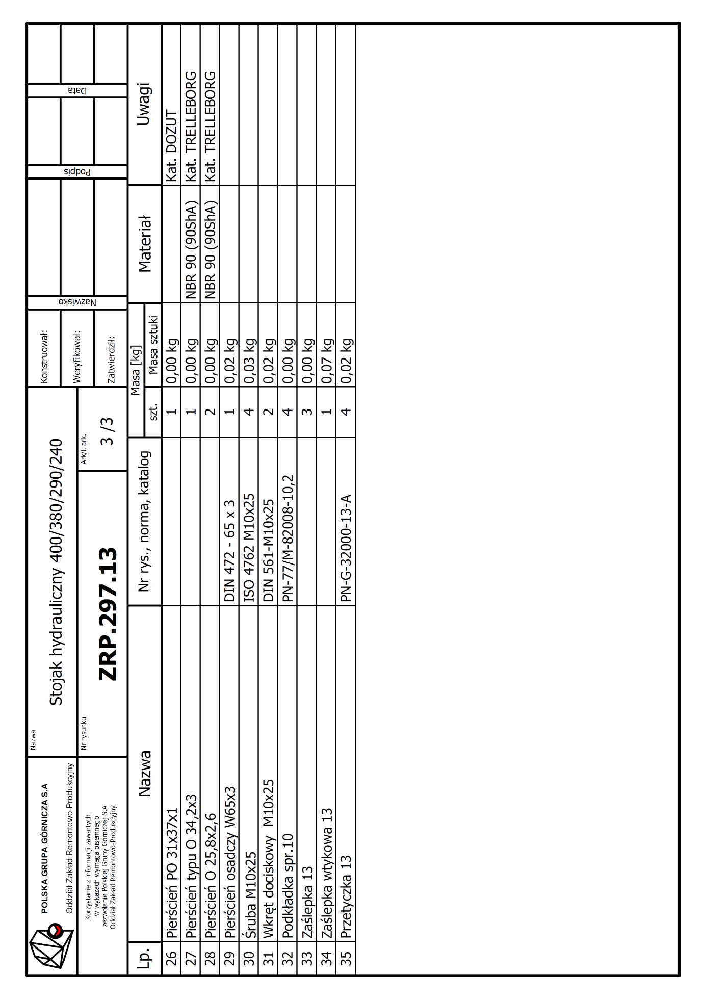 POLSKA GRUPA GÓRNICZA S.A
Oddział Zakład Remontowo-Produkcyjny
Korzystanie z informacji zawartych
w wykazach wymaga pisemnego
zezwolanie Polskiej Grupy Górniczej S.A
Oddział Zakład Remontowo-Produkcyjny
Nazwa
Stojak hydrauliczny 400/380/290/240
Nr rysunku
ZRP.297.13
Ark/l. ark.
3 /3
Konstruował:
Weryfikował:
Zatwierdził:
Nazwisko
Podpis
Data
Lp. Nazwa Nr rys., norma, katalog Masa [kg] Materiał Uwagi
szt. Masa sztuki
26 Pierścień PO 31x37x1 1 0,00 kg Kat. DOZUT
27 Pierścień typu O 34,2x3 1 0,00 kg NBR 90 (90ShA) Kat. TRELLEBORG
28 Pierścień O 25,8x2,6 2 0,00 kg NBR 90 (90ShA) Kat. TRELLEBORG
29 Pierścień osadczy W65x3 DIN 472 - 65 x 3 1 0,02 kg
30 Śruba M10x25 ISO 4762 M10x25 4 0,03 kg
31 Wkręt dociskowy  M10x25 DIN 561-M10x25 2 0,02 kg
32 Podkładka spr.10 PN-77/M-82008-10,2 4 0,00 kg
33 Zaślepka 13 3 0,00 kg
34 Zaślepka wtykowa 13 1 0,07 kg
35 Przetyczka 13 PN-G-32000-13-A 4 0,02 kg